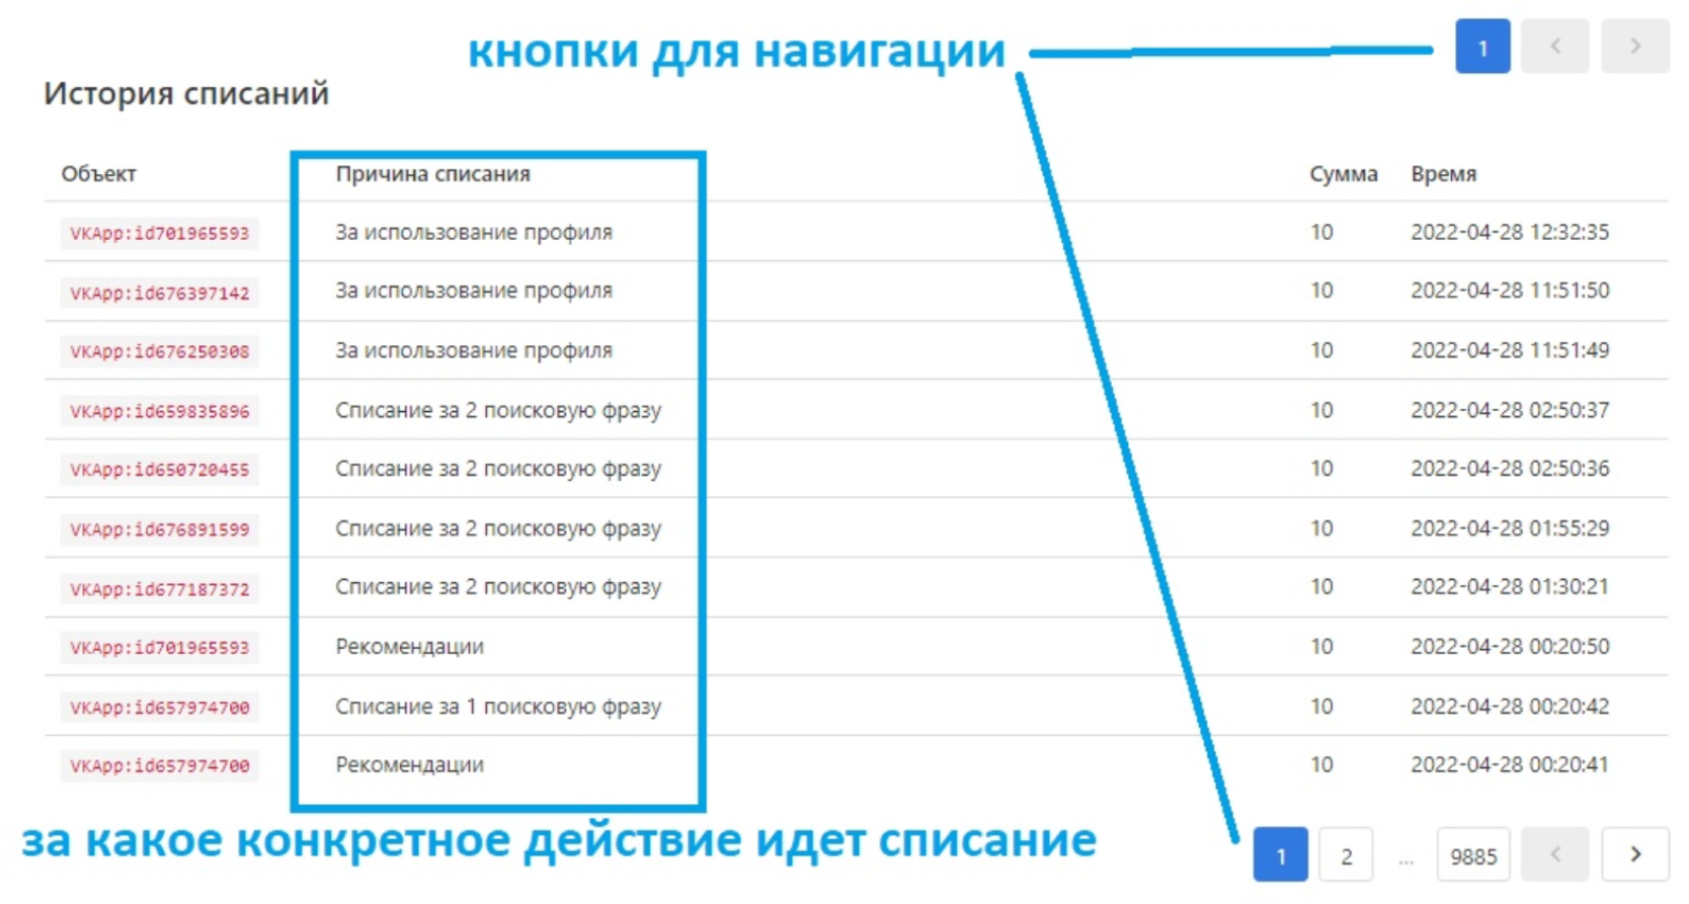 кнопки для навигации
1 < >
История списаний
Объект Причина списания Сумма Время
VKApp:id701965593 За использование профиля 10 2022-04-28 12:32:35
VKApp:id676397142 За использование профиля 10 2022-04-28 11:51:50
VKApp:id676250308 За использование профиля 10 2022-04-28 11:51:49
VKApp:id659835896 Списание за 2 поисковую фразу 10 2022-04-28 02:50:37
VKApp:id650720455 Списание за 2 поисковую фразу 10 2022-04-28 02:50:36
VKApp:id676891599 Списание за 2 поисковую фразу 10 2022-04-28 01:55:29
VKApp:id677187372 Списание за 2 поисковую фразу 10 2022-04-28 01:30:21
VKApp:id701965593 Рекомендации 10 2022-04-28 00:20:50
VKApp:id657974700 Списание за 1 поисковую фразу 10 2022-04-28 00:20:42
VKApp:id657974700 Рекомендации 10 2022-04-28 00:20:41
за какое конкретное действие идет списание
1 2 ... 9885 < >